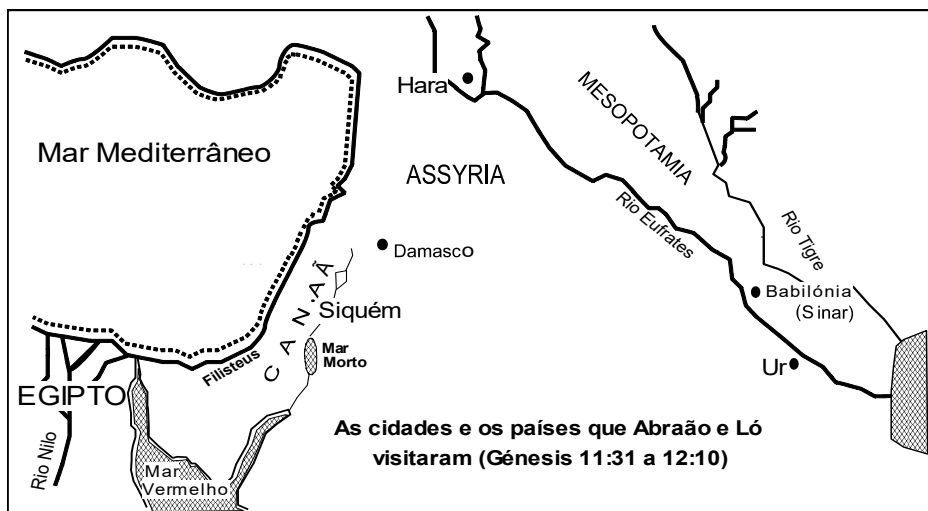 Hara
MESOPOTAMIA
Mar Mediterrâneo
ASSYRIA
Rio Eufrates
Rio Tigre
Damasco
CANAÃ
Siquém
Babilónia
(Sinar)
Mar
Morto
Filisteus
Ur
EGIPTO
Rio Nilo
Mar
Vermelho
As cidades e os países que Abraão e Ló
visitaram (Génesis 11:31 a 12:10)